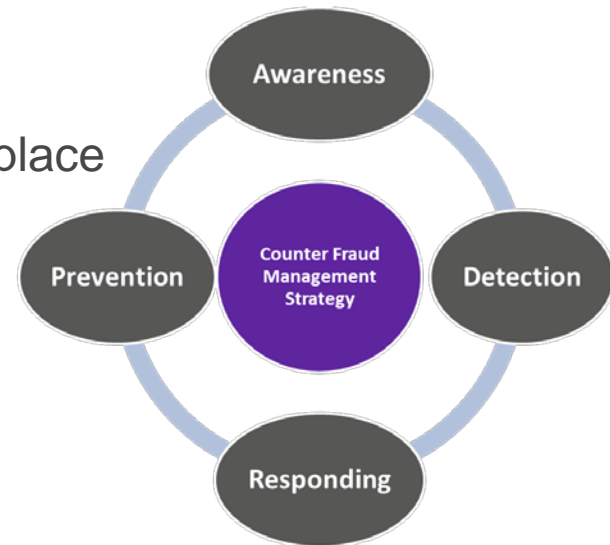 Awareness
place
Prevention
Counter Fraud
Management
Strategy
Detection
Responding